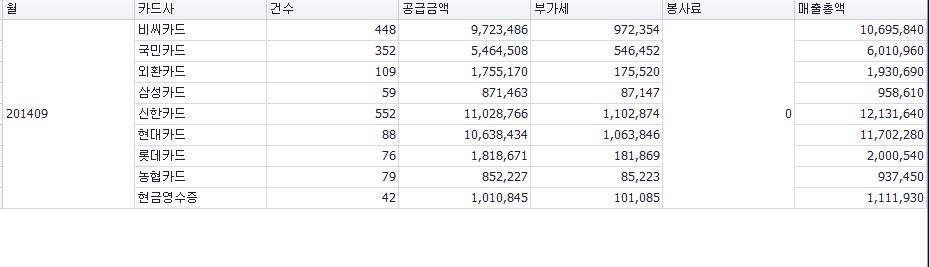 월 카드사 건수 공급금액 부가세 봉사료 매출총액
비씨카드 448 9,723,486 972,354 10,695,840
국민카드 352 5,464,508 546,452 6,010,960
외환카드 109 1,755,170 175,520 1,930,690
삼성카드 59 871,463 87,147 958,610
201409 신한카드 552 11,028,766 1,102,874 0 12,131,640
현대카드 88 10,638,434 1,063,846 11,702,280
롯데카드 76 1,818,671 181,869 2,000,540
농협카드 79 852,227 85,223 937,450
현금영수증 42 1,010,845 101,085 1,111,930